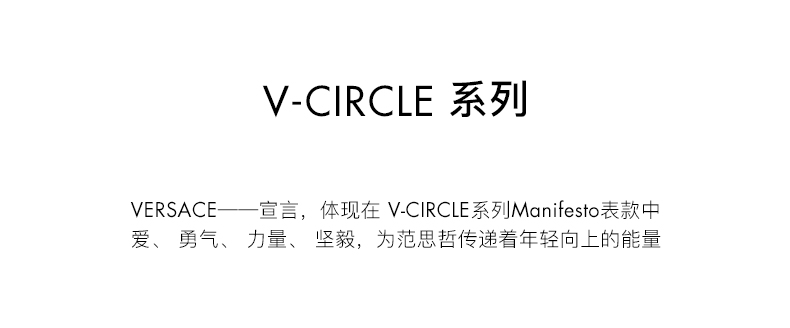 V-CIRCLE 系列
VERSACE——宣言，体现在 V-CIRCLE系列Manifesto表款中
爱、 勇气、 力量、 坚毅，为范思哲传递着年轻向上的能量